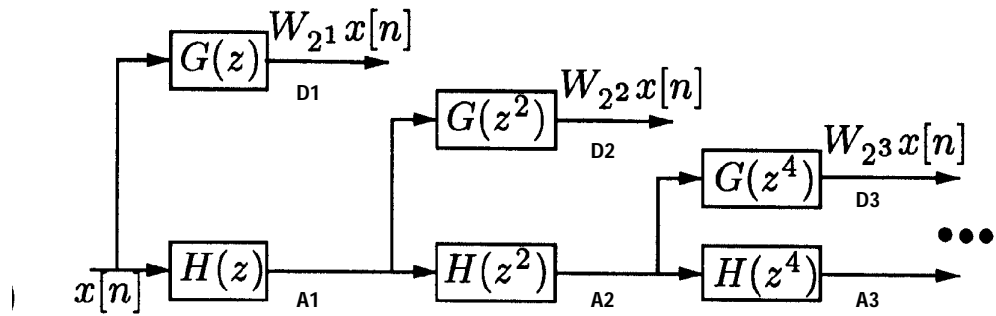 W_{2^1} x[n]
G(z)
D1
W_{2^2} x[n]
G(z^2)
D2
W_{2^3} x[n]
G(z^4)
D3
x[n]
H(z)
A1
H(z^2)
A2
H(z^4)
A3
•••
)